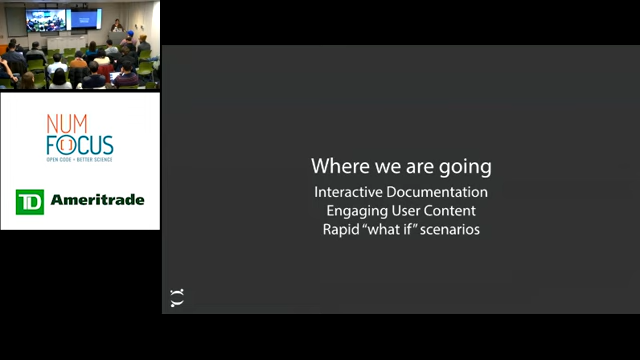 NUM
FOCUS
OPEN CODE = BETTER SCIENCE
TD Ameritrade
Where we are going
Interactive Documentation
Engaging User Content
Rapid “what if” scenarios